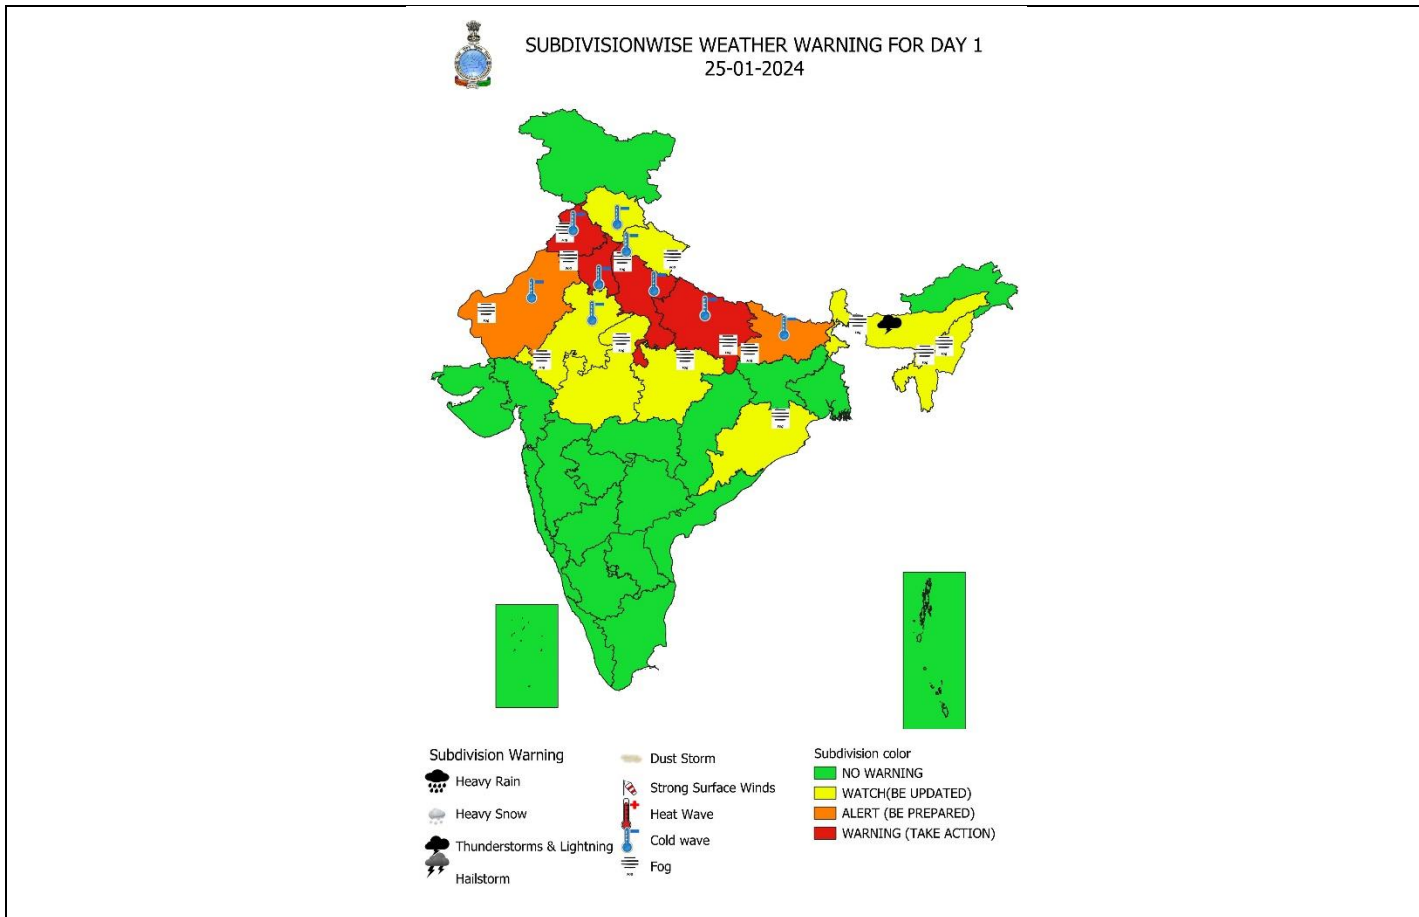 SUBDIVISIONWISE WEATHER WARNING FOR DAY 1
25-01-2024
Subdivision Warning
Heavy Rain
Heavy Snow
Thunderstorms & Lightning
Hailstorm
Dust Storm
Strong Surface Winds
Heat Wave
Cold wave
Fog
Subdivision color
NO WARNING
WATCH(BE UPDATED)
ALERT (BE PREPARED)
WARNING (TAKE ACTION)